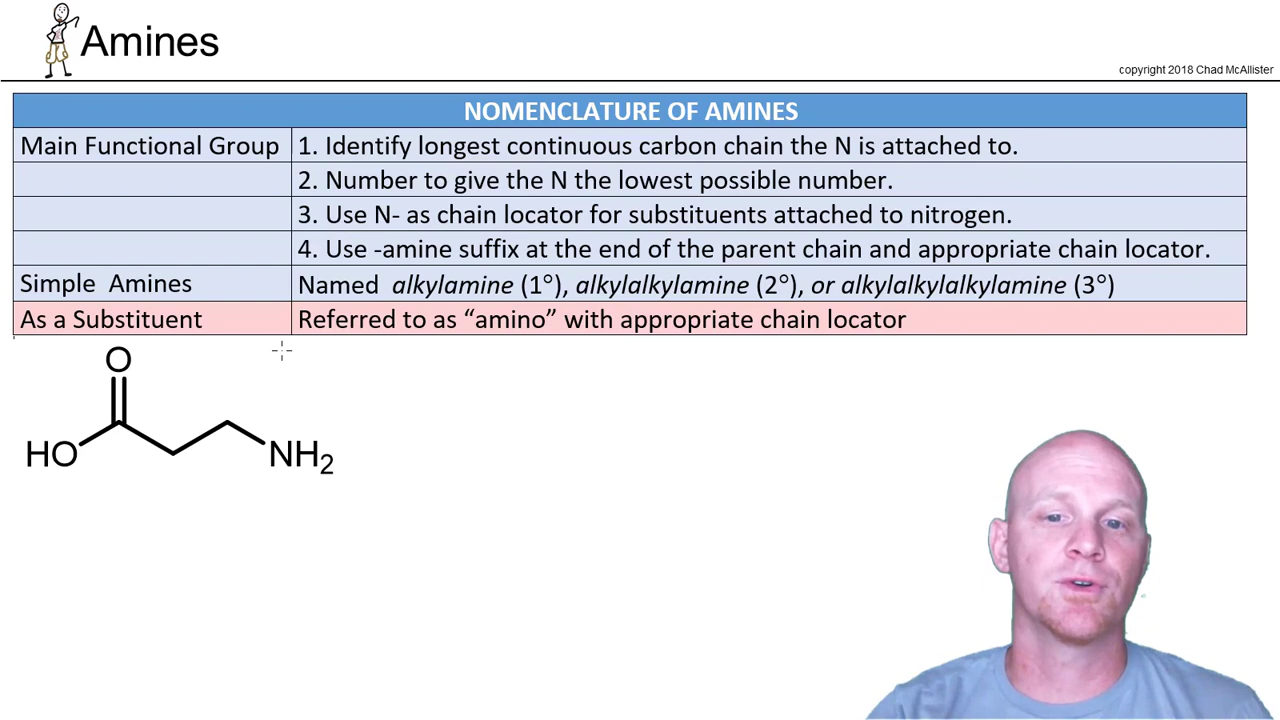 Amines
copyright 2018 Chad McAllister
NOMENCLATURE OF AMINES
Main Functional Group 1. Identify longest continuous carbon chain the N is attached to.
2. Number to give the N the lowest possible number.
3. Use N- as chain locator for substituents attached to nitrogen.
4. Use -amine suffix at the end of the parent chain and appropriate chain locator.
Simple Amines Named alkylamine (1°), alkylalkylamine (2°), or alkylalkylalkylamine (3°)
As a Substituent Referred to as “amino” with appropriate chain locator
O
HO NH₂